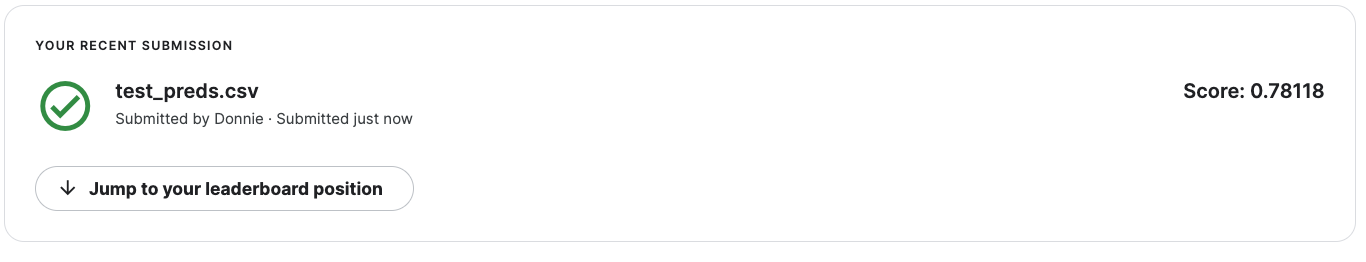 YOUR RECENT SUBMISSION
test_preds.csv
Score: 0.78118
Submitted by Donnie · Submitted just now
Jump to your leaderboard position